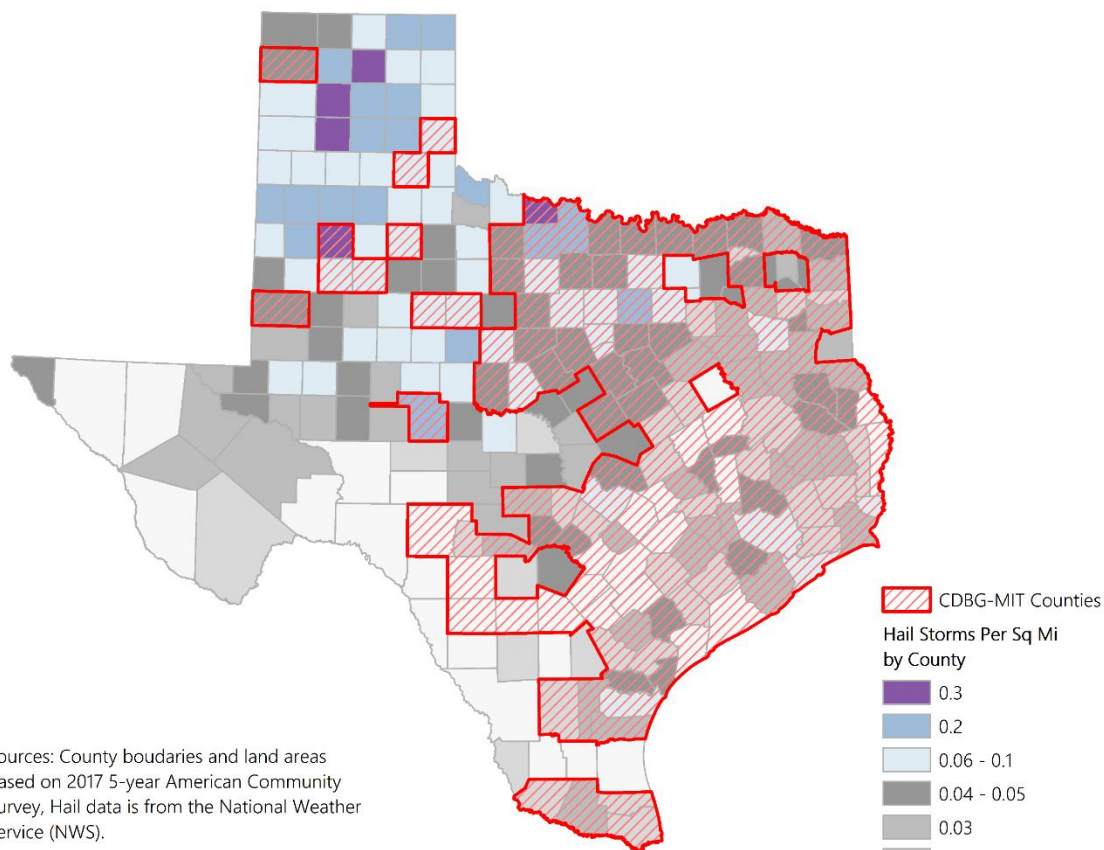 CDBG-MIT Counties
Hail Storms Per Sq Mi
by County
0.3
0.2
0.06 - 0.1
0.04 - 0.05
0.03
ources: County boudaries and land areas
ased on 2017 5-year American Community
urvey, Hail data is from the National Weather
ervice (NWS).